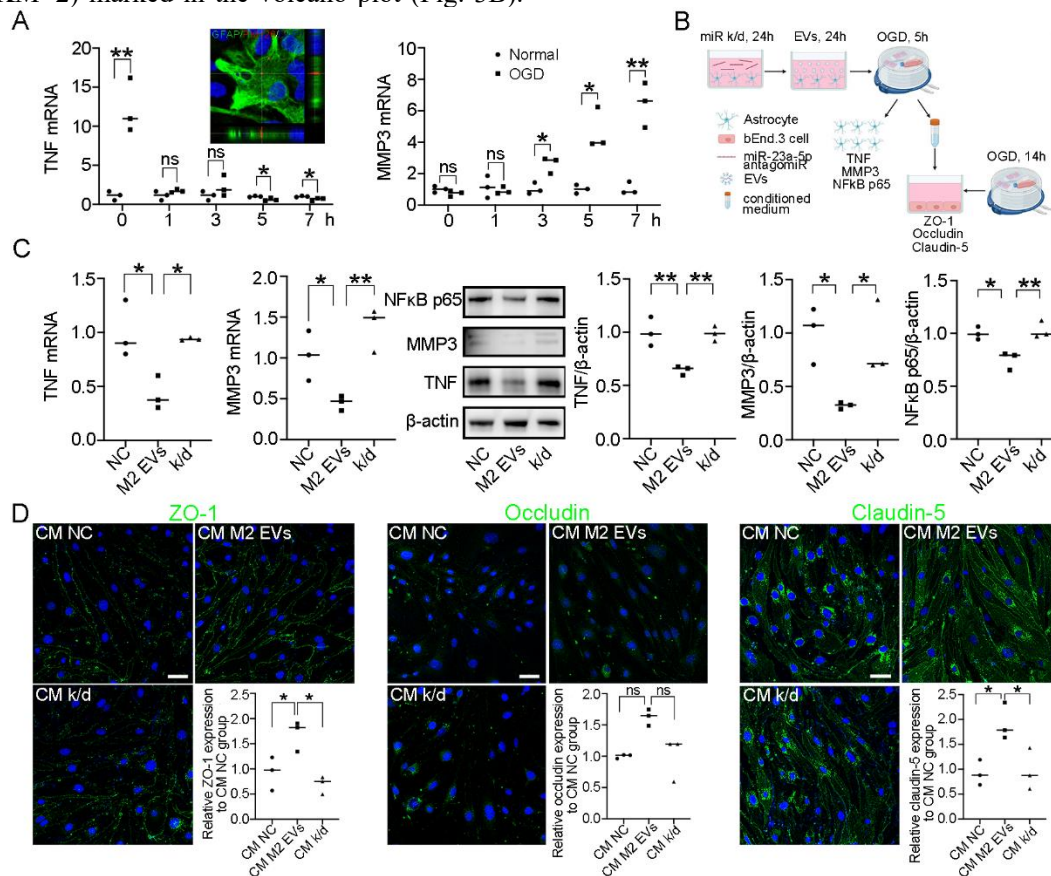 AM 2) marked in the volcano plot (Fig. 5B).
A
B
GFAP/
TNF mRNA
20
15
10
5
0
**
ns
ns
*
*
0 1 3 5 7 h
MMP3 mRNA
10
8
6
4
2
0
Normal
OGD
ns
ns
*
*
**
0 1 3 5 7 h
miR k/d, 24h
EVs, 24h
OGD, 5h
Astrocyte
bEnd.3 cell
miR-23a-5p
antagomiR
EVs
conditioned
medium
TNF
MMP3
NFκB p65
OGD, 14h
ZO-1
Occludin
Claudin-5
C
TNF mRNA
1.5
1.0
0.5
0.0
* *
NC
M2 EVs
k/d
MMP3 mRNA
2.0
1.5
1.0
0.5
0.0
* **
NC
M2 EVs
k/d
NFκB p65
MMP3
TNF
β-actin
TNF/β-actin
1.5
1.0
0.5
0.0
** **
NC
M2 EVs
k/d
MMP3/β-actin
1.5
1.0
0.5
0.0
* *
NC
M2 EVs
k/d
NFκB p65/β-actin
1.5
1.0
0.5
0.0
* **
NC
M2 EVs
k/d
D
ZO-1
CM NC
CM M2 EVs
CM k/d
Relative ZO-1 expression
to CM NC group
2.5
2.0
1.5
1.0
0.5
0.0
* *
CM NC
CM M2 EVs
CM k/d
Occludin
CM NC
CM M2 EVs
CM k/d
Relative occludin expression
to CM NC group
2.0
1.5
1.0
0.5
0.0
ns ns
CM NC
CM M2 EVs
CM k/d
Claudin-5
CM NC
CM M2 EVs
CM k/d
Relative claudin-5 expression
to CM NC group
2.5
2.0
1.5
1.0
0.5
0.0
* *
CM NC
CM M2 EVs
CM k/d